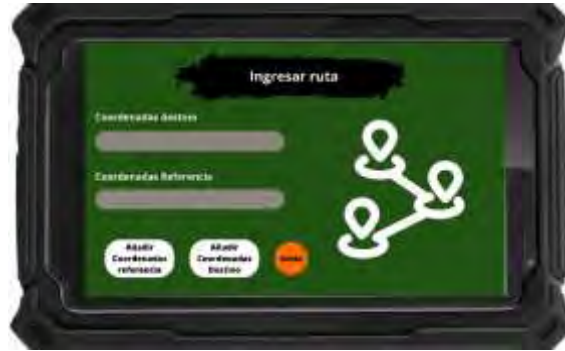 Ingresar ruta
Coordenadas destino
Coordenadas Referencia
Añadir
Coordenadas
referencia
Añadir
Coordenadas
Destino